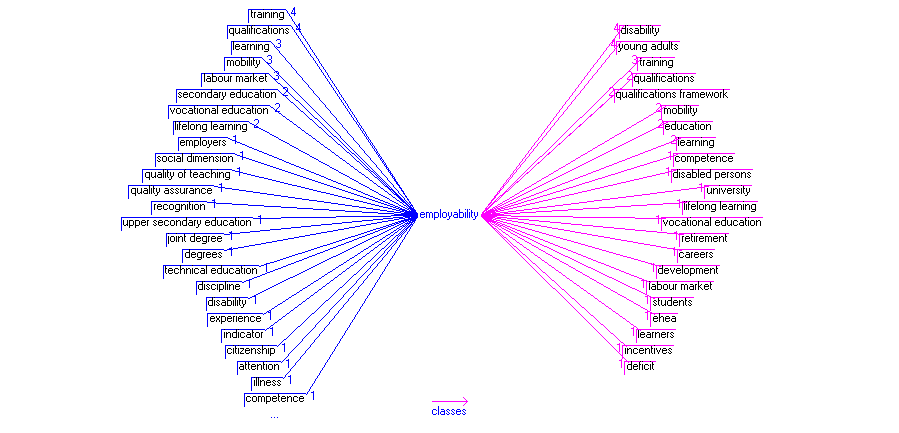 training 4
qualifications 4
learning 3
mobility 3
labour market 3
secondary education 2
vocational education 2
lifelong learning 2
employers 1
social dimension 1
quality of teaching 1
quality assurance 1
recognition 1
upper secondary education 1
joint degree 1
degrees 1
technical education 1
discipline 1
disability 1
experience 1
indicator 1
citizenship 1
attention 1
illness 1
competence 1
...
employability
4 disability
4 young adults
3 training
2 qualifications
2 qualifications framework
2 mobility
2 education
2 learning
1 competence
1 disabled persons
1 university
1 lifelong learning
1 vocational education
1 retirement
1 careers
1 development
1 labour market
1 students
1 ehea
1 learners
1 incentives
1 deficit
classes